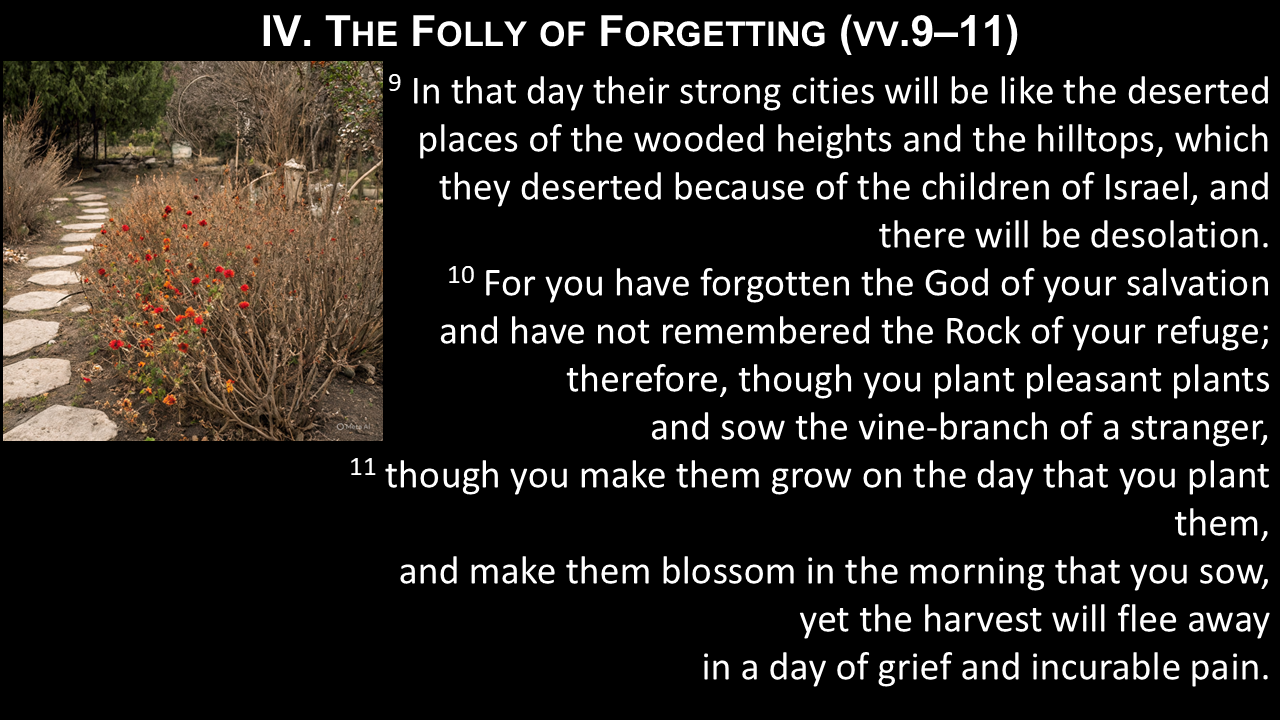 IV. THE FOLLY OF FORGETTING (VV.9–11)
9 In that day their strong cities will be like the deserted
places of the wooded heights and the hilltops, which
they deserted because of the children of Israel, and
there will be desolation.
10 For you have forgotten the God of your salvation
and have not remembered the Rock of your refuge;
therefore, though you plant pleasant plants
and sow the vine-branch of a stranger,
11 though you make them grow on the day that you plant
them,
and make them blossom in the morning that you sow,
yet the harvest will flee away
in a day of grief and incurable pain.
Meta AI